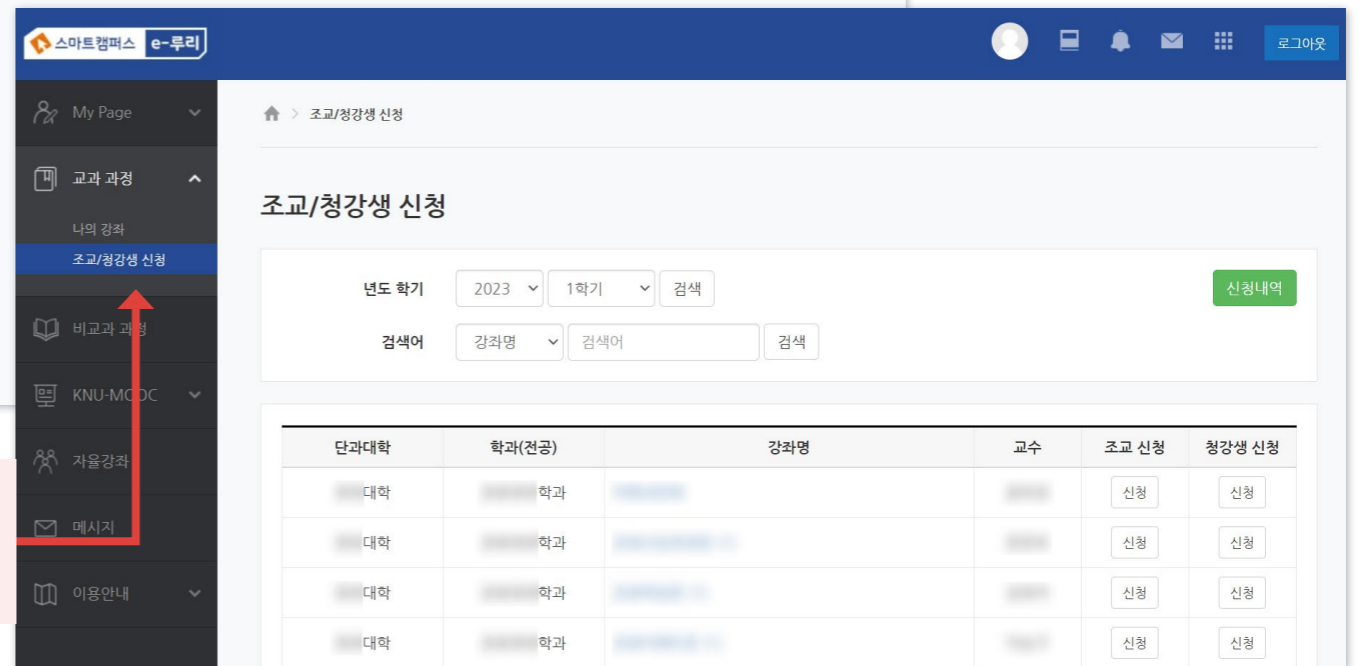 스마트캠퍼스 e-루리
로그아웃
My Page
교과 과정
나의 강좌
조교/청강생 신청
비교과 과정
KNU-MOOC
자율강좌
메시지
이용안내
조교/청강생 신청
조교/청강생 신청
년도 학기 2023 1학기 검색 신청내역
검색어 강좌명 검색어 검색
단과대학 학과(전공) 강좌명 교수 조교 신청 청강생 신청
대학 학과 신청 신청
대학 학과 신청 신청
대학 학과 신청 신청
대학 학과 신청 신청